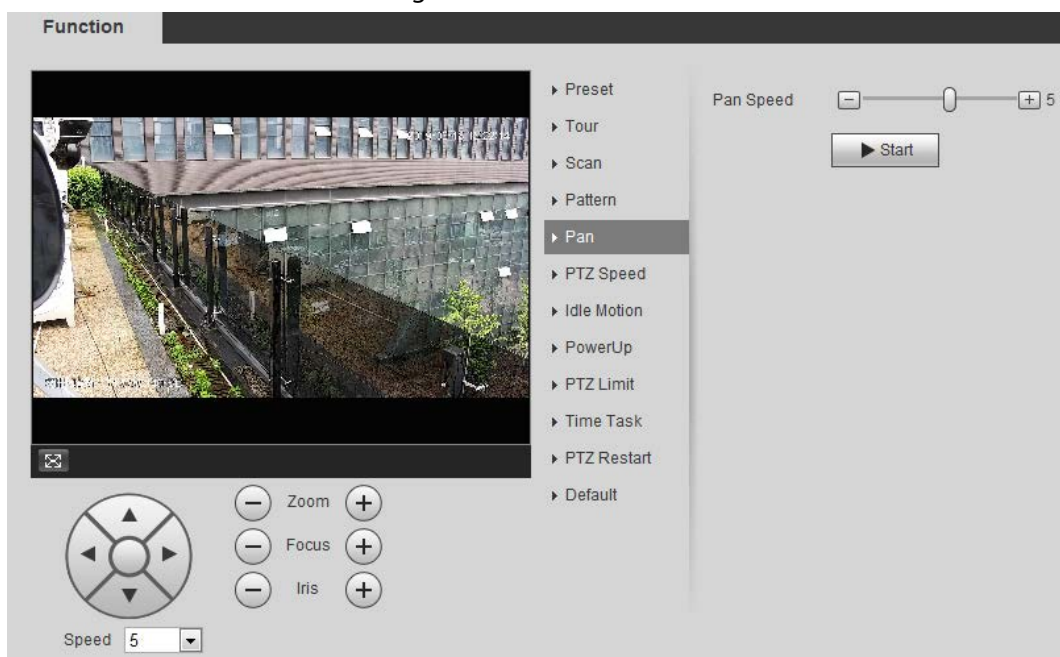 Function
Preset
Tour
Scan
Pattern
Pan
PTZ Speed
Idle Motion
PowerUp
PTZ Limit
Time Task
PTZ Restart
Default
Pan Speed
5
Start
Zoom
Focus
Iris
Speed
5